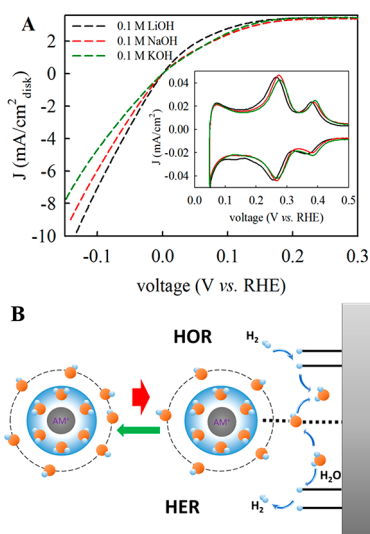 A
4
2
0
-2
-4
-6
-8
-10
J (mA/cm²disk)
0.1 M LiOH
0.1 M NaOH
0.1 M KOH
0.04
0.02
0.00
-0.02
-0.04
J (mA/cm²)
0.0 0.1 0.2 0.3 0.4 0.5
voltage (V vs. RHE)
-0.1 0.0 0.1 0.2 0.3
voltage (V vs. RHE)
B
HOR
H₂
AM⁺
AM⁺
H₂O
HER
H₂